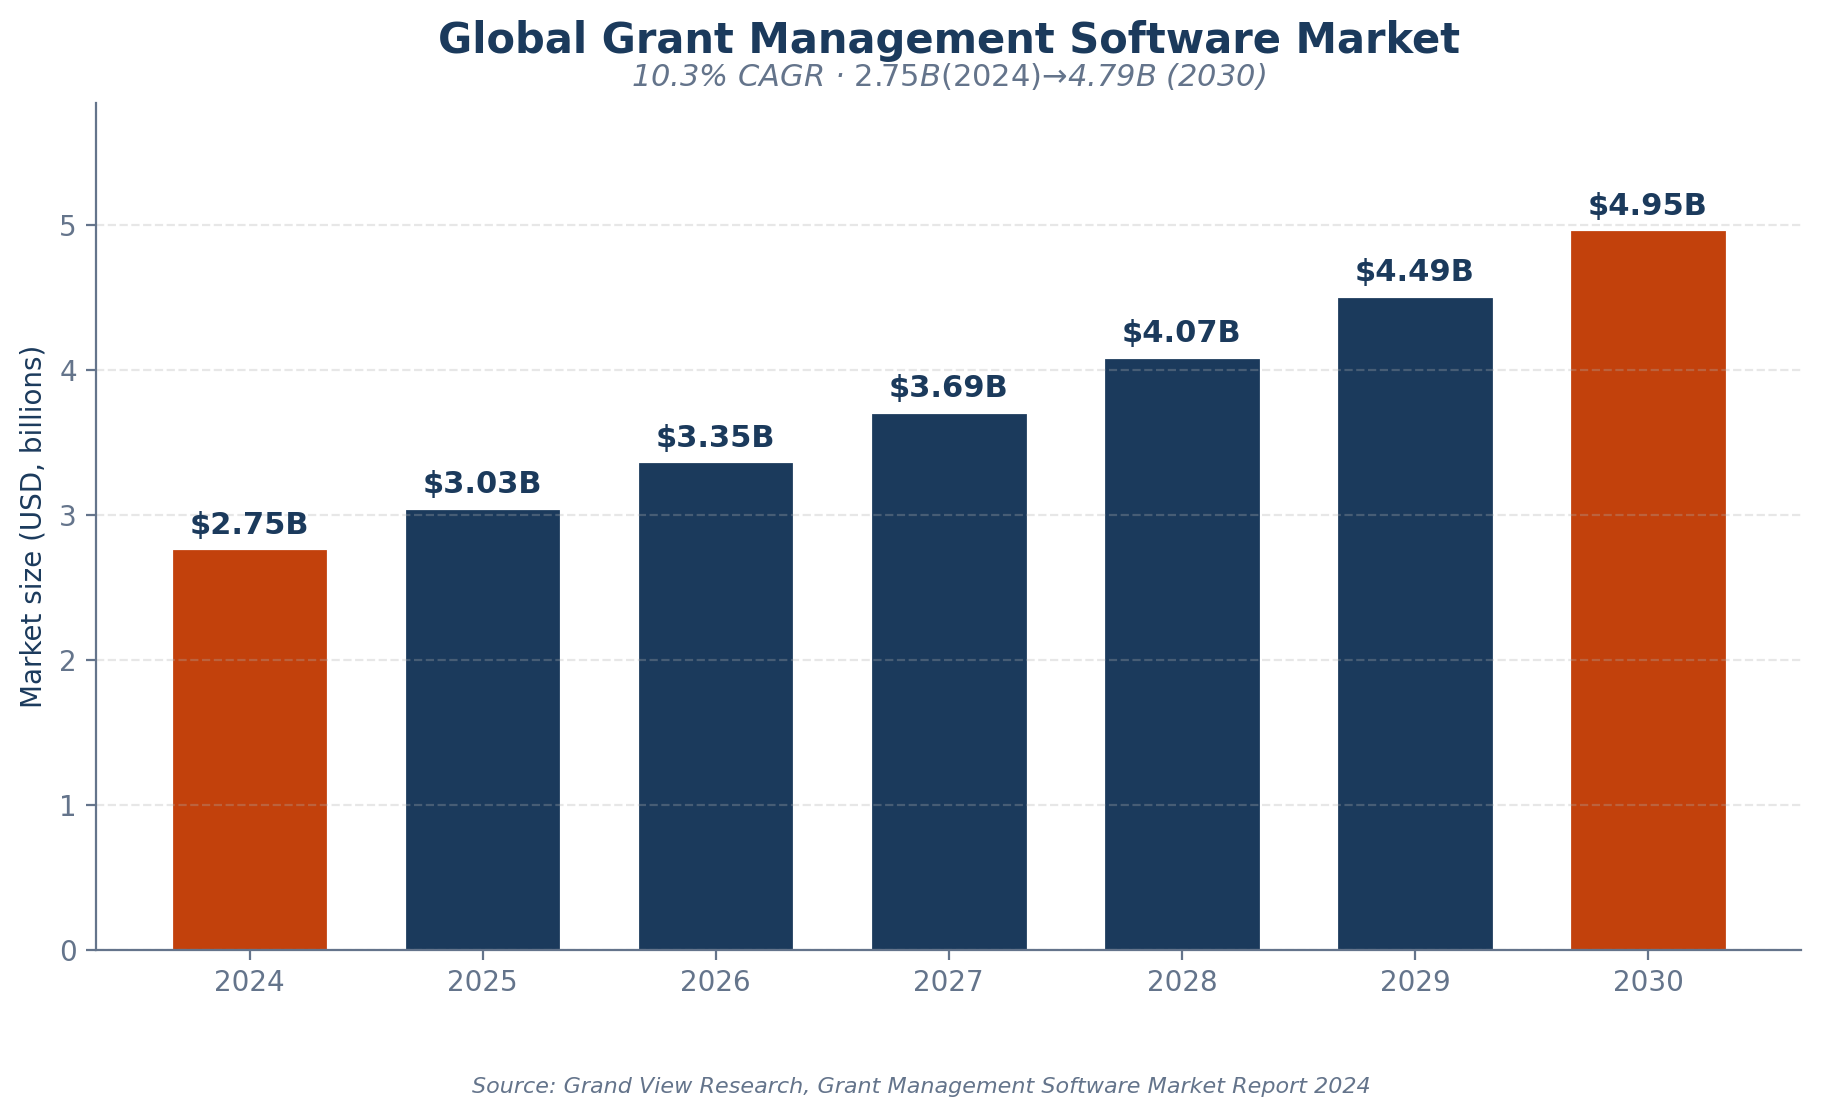 Global Grant Management Software Market
10.3% CAGR · 2.75B(2024)→4.79B (2030)
Market size (USD, billions)
5
4
3
2
1
0
$2.75B
$3.03B
$3.35B
$3.69B
$4.07B
$4.49B
$4.95B
2024
2025
2026
2027
2028
2029
2030
Source: Grand View Research, Grant Management Software Market Report 2024